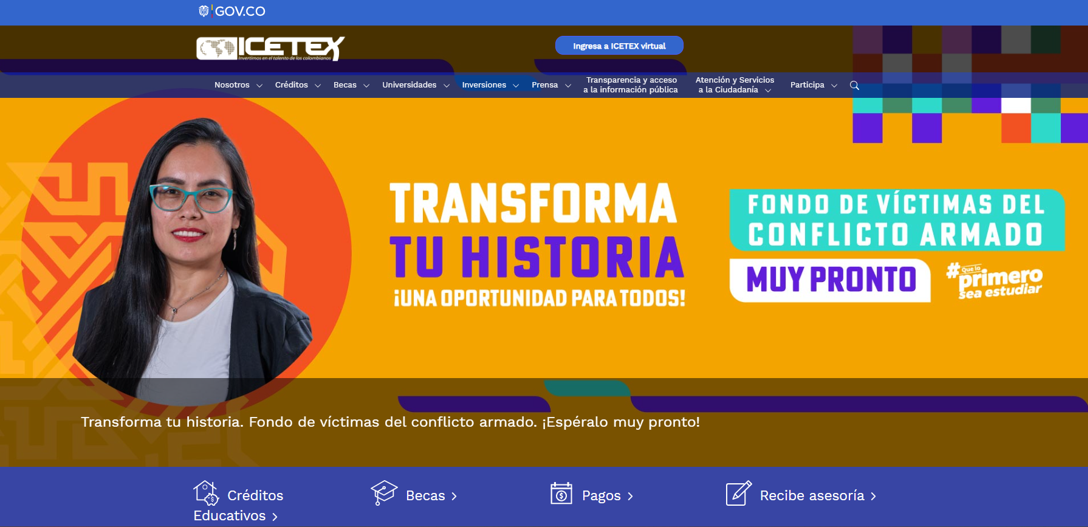 GOV.CO
ICETEX
Invertimos en el talento de los colombianos
Ingresa a ICETEX virtual
Nosotros
Créditos
Becas
Universidades
Inversiones
Prensa
Transparencia y acceso
a la información pública
Atención y Servicios
a la Ciudadanía
Participa
TRANSFORMA
TU HISTORIA
¡UNA OPORTUNIDAD PARA TODOS!
FONDO DE VÍCTIMAS DEL
CONFLICTO ARMADO
MUY PRONTO
#Que lo
primero
sea estudiar
Transforma tu historia. Fondo de víctimas del conflicto armado. ¡Espéralo muy pronto!
Créditos
Educativos >
Becas >
Pagos >
Recibe asesoría >